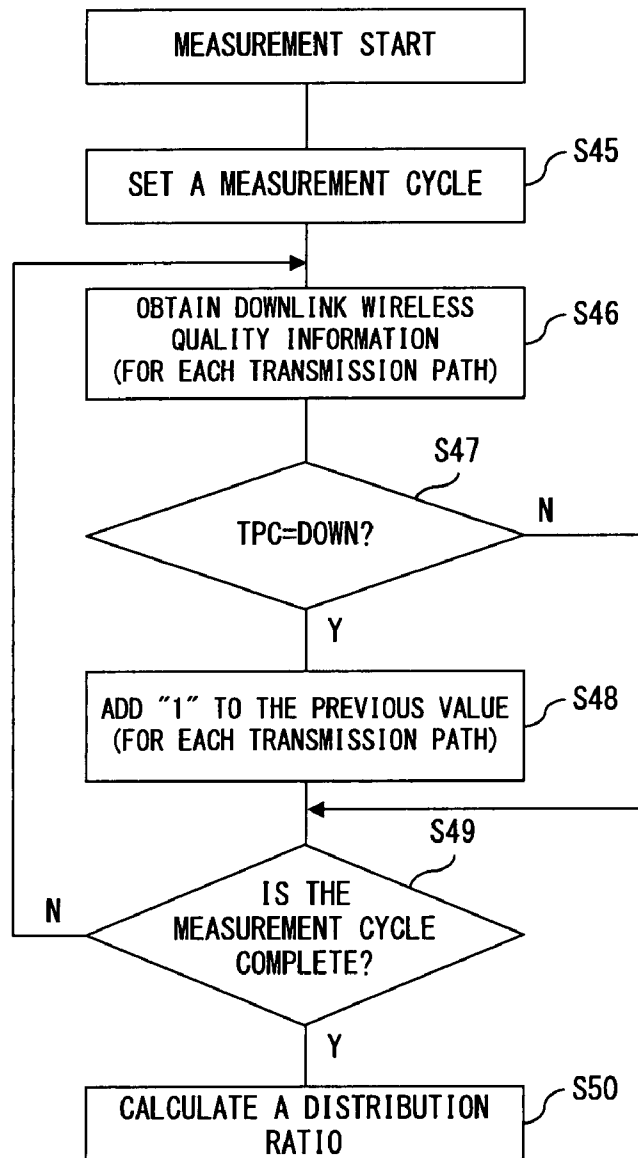 MEASUREMENT START
S45
SET A MEASUREMENT CYCLE
OBTAIN DOWNLINK WIRELESS
QUALITY INFORMATION
(FOR EACH TRANSMISSION PATH)
S46
S47
TPC=DOWN?
N
Y
ADD "1" TO THE PREVIOUS VALUE
(FOR EACH TRANSMISSION PATH)
S48
S49
IS THE
MEASUREMENT CYCLE
COMPLETE?
N
Y
CALCULATE A DISTRIBUTION
RATIO
S50